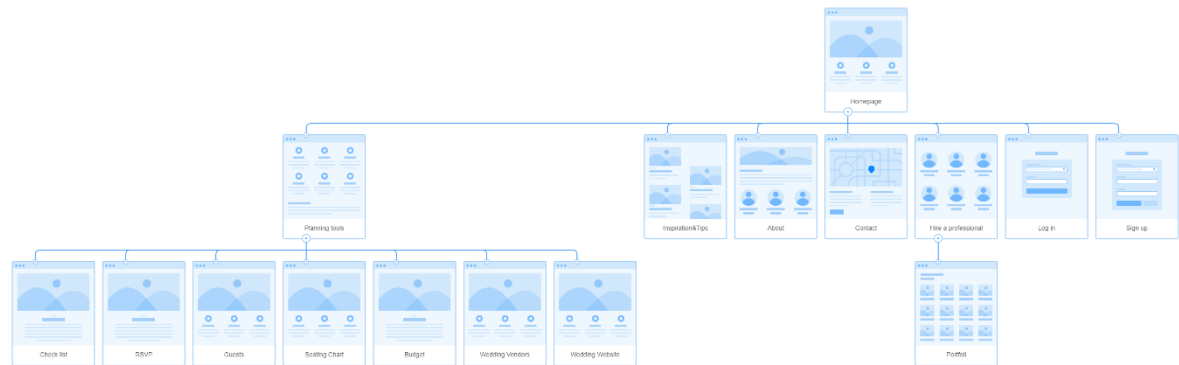 Homepage
Planning tools
Inspiration&Tips
About
Contact
Hire a professional
Log in
Sign up
Check list
RSVP
Guests
Seating Chart
Budget
Wedding Vendors
Wedding Website
Portfoil